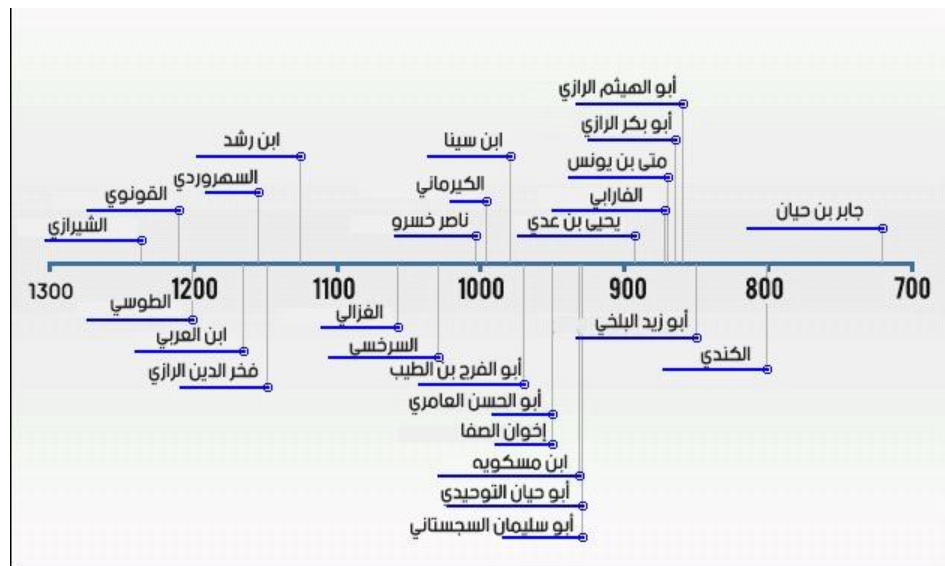 أبو الهيثم الرازي
أبو بكر الرازي
ابن سينا
ابن رشد
متى بن يونس
السهروردي
الكيرماني
الفارابي
القونوي
جابر بن حيان
يحيى بن عدي
ناصر خسرو
الشيرازي
700 800 900 1000 1100 1200 1300
الطوسي
الغزالي
أبو زيد البلخي
ابن العربي
السرخسي
الكندي
أبو الفرج بن الطيب
فخر الدين الرازي
أبو الحسن العامري
إخوان الصفا
ابن مسكويه
أبو حيان التوحيدي
أبو سليمان السجستاني